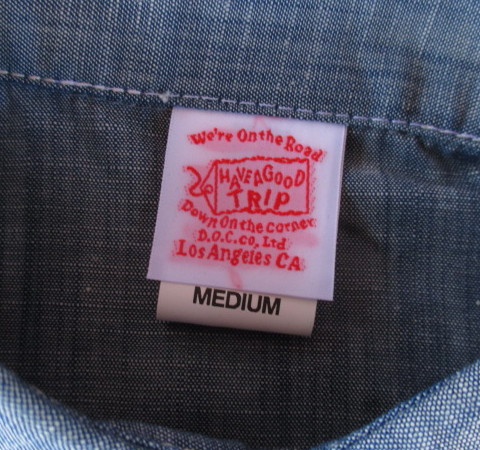 We're On the Road
HAVE A GOOD
TRIP
Down On the corner
D.O.C.co, Ltd
Los Angeles CA
MEDIUM